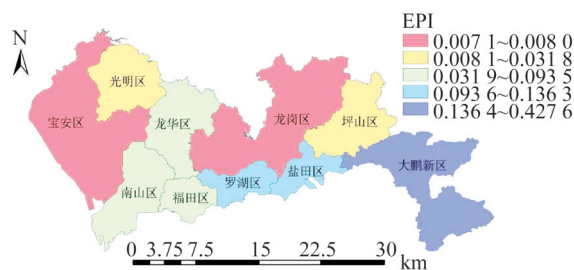 EPI
0.007 1~0.008 0
0.008 1~0.031 8
0.031 9~0.093 5
0.093 6~0.136 3
0.136 4~0.427 6
N
光明区
宝安区
龙华区
龙岗区
坪山区
大鹏新区
盐田区
罗湖区
南山区
福田区
0 3.75 7.5 15 22.5 30
km